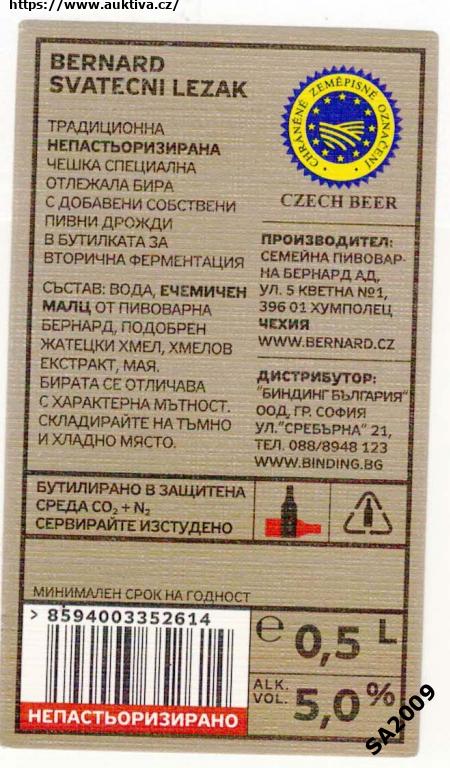 https://www.auktiva.cz/
BERNARD
SVATECNI LEZAK
ТРАДИЦИОННА
НЕПАСТЬОРИЗИРАНА
ЧЕШКА СПЕЦИАЛНА
ОТЛЕЖАЛА БИРА
С ДОБАВЕНИ СОБСТВЕНИ
ПИВНИ ДРОЖДИ
В БУТИЛКАТА ЗА
ВТОРИЧНА ФЕРМЕНТАЦИЯ
СЪСТАВ: ВОДА, ЕЧЕМИЧЕН
МАЛЦ ОТ ПИВОВАРНА
БЕРНАРД, ПОДОБРЕН
ЖАТЕЦКИ ХМЕЛ, ХМЕЛОВ
ЕКСТРАКТ, МАЯ.
БИРАТА СЕ ОТЛИЧАВА
С ХАРАКТЕРНА МЪТНОСТ.
СКЛАДИРАЙТЕ НА ТЪМНО
И ХЛАДНО МЯСТО.
CHRÁNĚNÉ ZEMĚPISNÉ OZNAČENÍ
CZECH BEER
ПРОИЗВОДИТЕЛ:
СЕМЕЙНА ПИВОВАР-
НА БЕРНАРД АД,
УЛ. 5 КВЕТНА №1,
396 01 ХУМПОЛЕЦ
ЧЕХИЯ
WWW.BERNARD.CZ
ДИСТРИБУТОР:
"БИНДИНГ БЪЛГАРИЯ"
ООД, ГР. СОФИЯ
УЛ."СРЕБЪРНА" 21,
ТЕЛ. 088/8948 123
WWW.BINDING.BG
БУТИЛИРАНО В ЗАЩИТЕНА
СРЕДА CO₂ + N₂
СЕРВИРАЙТЕ ИЗСТУДЕНО
МИНИМАЛЕН СРОК НА ГОДНОСТ
> 8594003352614
НЕПАСТЬОРИЗИРАНО
℮ 0,5 L
ALK.
VOL. 5,0%
SA2009